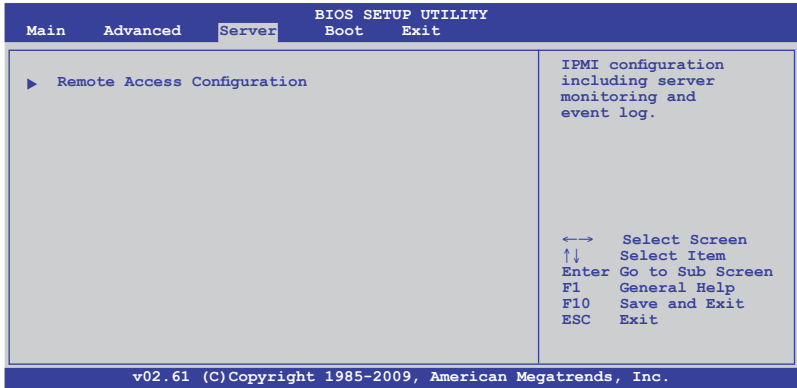 BIOS SETUP UTILITY
Main Advanced Server Boot Exit
▶ Remote Access Configuration
IPMI configuration
including server
monitoring and
event log.
←→ Select Screen
↑↓ Select Item
Enter Go to Sub Screen
F1 General Help
F10 Save and Exit
ESC Exit
v02.61 (C)Copyright 1985-2009, American Megatrends, Inc.